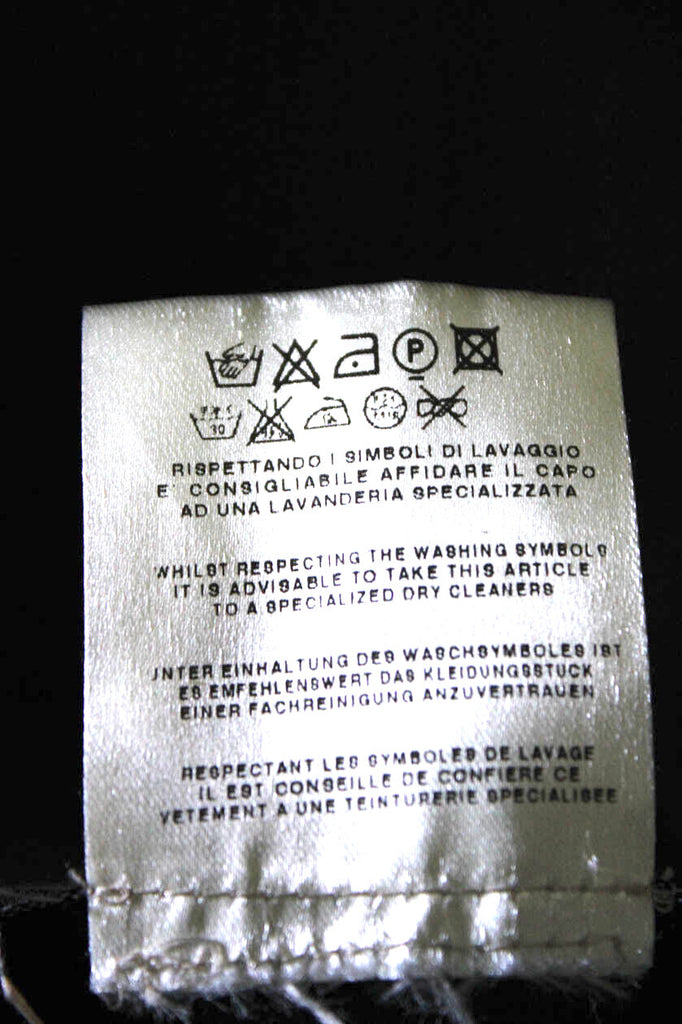 P
30
RISPETTANDO I SIMBOLI DI LAVAGGIO
E' CONSIGLIABILE AFFIDARE IL CAPO
AD UNA LAVANDERIA SPECIALIZZATA
WHILST RESPECTING THE WASHING SYMBOLS
IT IS ADVISABLE TO TAKE THIS ARTICLE
TO A SPECIALIZED DRY CLEANERS
UNTER EINHALTUNG DES WASCHSYMBOLES IST
ES EMFEHLENSWERT DAS KLEIDUNGSSTUCK
EINER FACHREINIGUNG ANZUVERTRAUEN
RESPECTANT LES SYMBOLES DE LAVAGE
IL EST CONSEILLE DE CONFIERE CE
VETEMENT A UNE TEINTURERIE SPECIALISEE